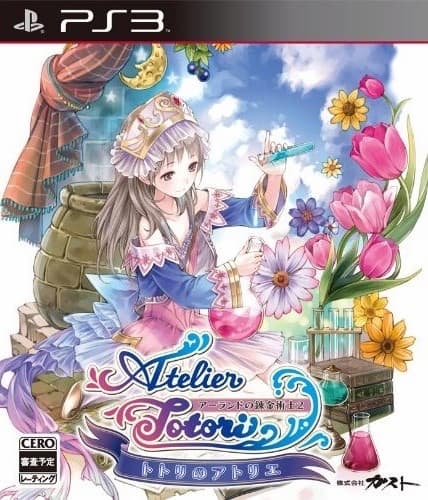 PS3
Atelier
アーランドの錬金術士2
Totori
トトリのアトリエ
CERO
審査予定
レーティング
株式会社ガスト